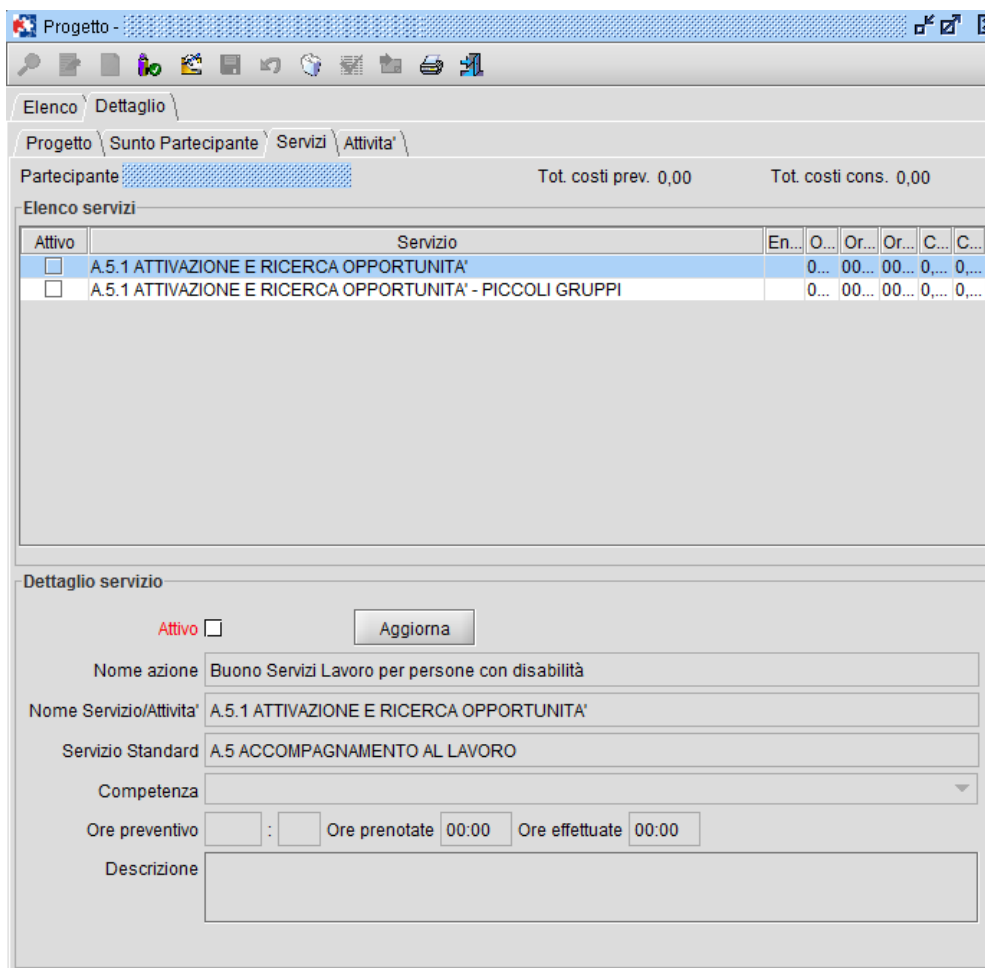 Progetto -
Elenco Dettaglio
Progetto Sunto Partecipante Servizi Attivita'
Partecipante Tot. costi prev. 0,00 Tot. costi cons. 0,00
Elenco servizi
Attivo Servizio En... O... Or... Or... C... C...
A.5.1 ATTIVAZIONE E RICERCA OPPORTUNITA' 0... 00... 00... 0,... 0,...
A.5.1 ATTIVAZIONE E RICERCA OPPORTUNITA' - PICCOLI GRUPPI 0... 00... 00... 0,... 0,...
Dettaglio servizio
Attivo Aggiorna
Nome azione Buono Servizi Lavoro per persone con disabilità
Nome Servizio/Attivita' A.5.1 ATTIVAZIONE E RICERCA OPPORTUNITA'
Servizio Standard A.5 ACCOMPAGNAMENTO AL LAVORO
Competenza
Ore preventivo : Ore prenotate 00:00 Ore effettuate 00:00
Descrizione